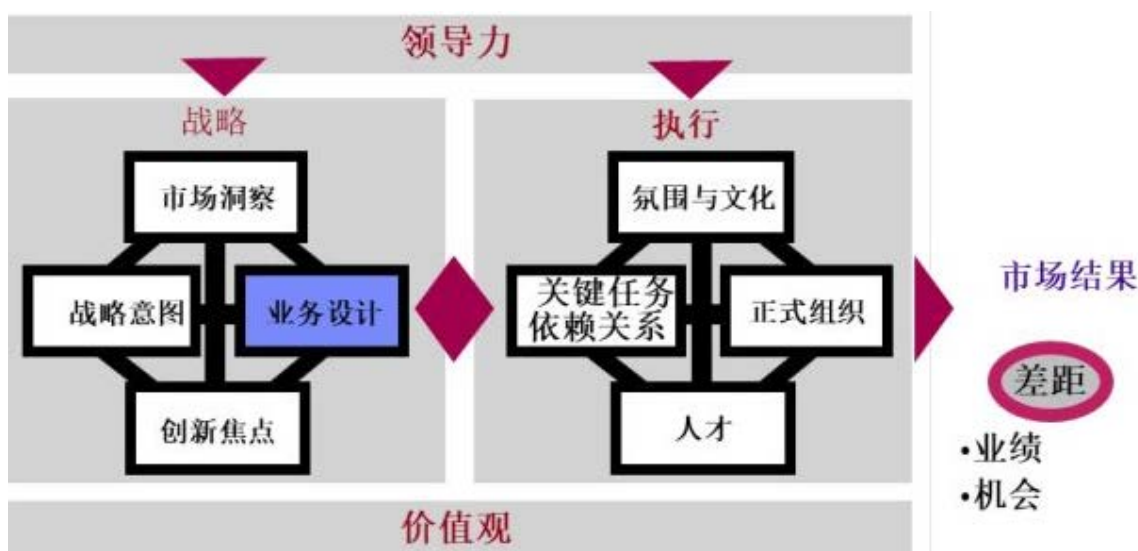 领导力
战略
市场洞察
战略意图
业务设计
创新焦点
执行
氛围与文化
关键任务
依赖关系
正式组织
人才
市场结果
差距
•业绩
•机会
价值观